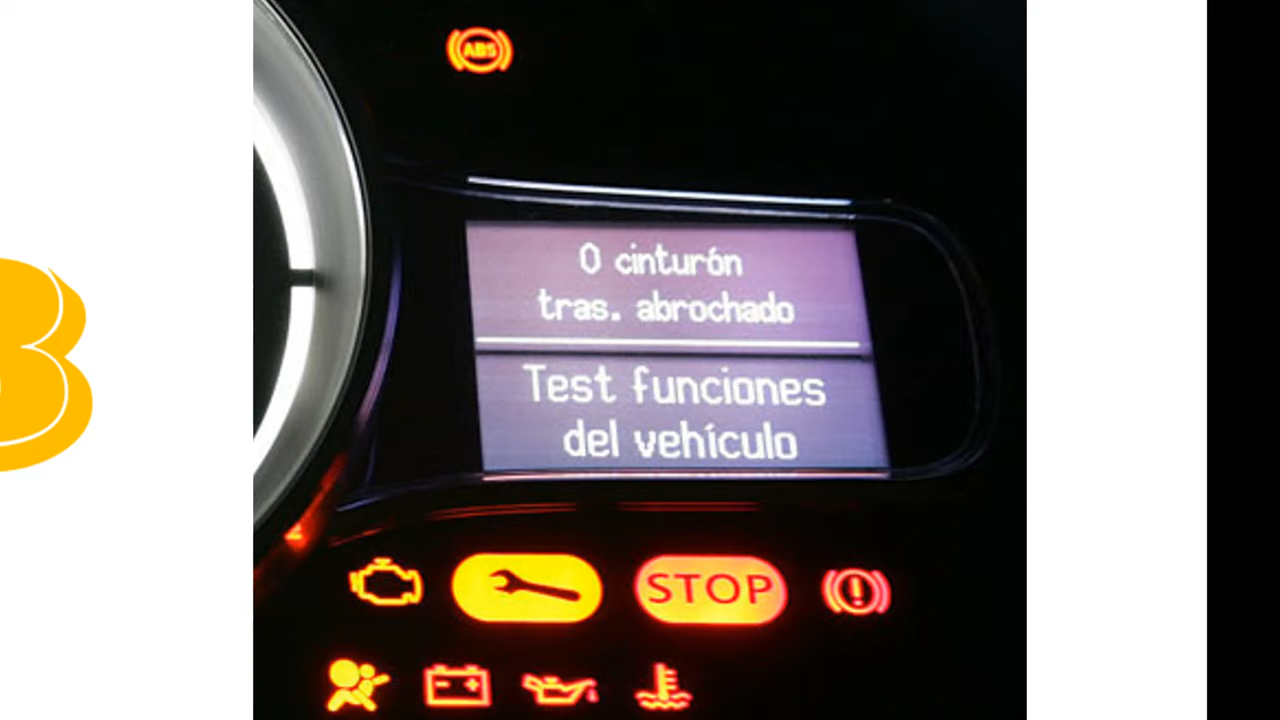 ABS
0 cinturón
tras. abrochado
Test funciones
del vehículo
STOP